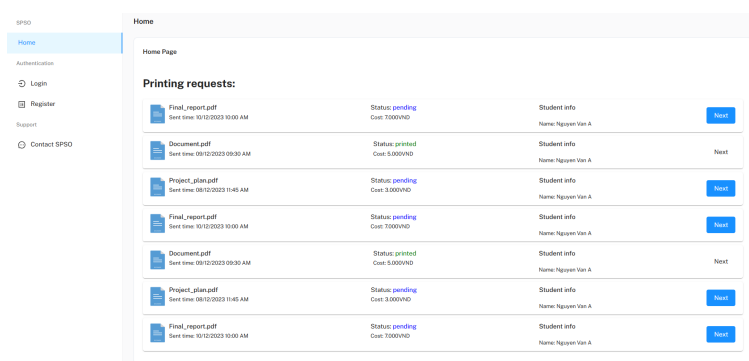 SPSO
Home
Authentication
Login
Register
Support
Contact SPSO
Home
Home Page
Printing requests:
Final_report.pdf
Sent time: 10/12/2023 10:00 AM
Status: pending
Cost: 7.000VND
Student info
Name: Nguyen Van A
Next
Document.pdf
Sent time: 09/12/2023 09:30 AM
Status: printed
Cost: 5.000VND
Student info
Name: Nguyen Van A
Next
Project_plan.pdf
Sent time: 08/12/2023 11:45 AM
Status: pending
Cost: 3.000VND
Student info
Name: Nguyen Van A
Next
Final_report.pdf
Sent time: 10/12/2023 10:00 AM
Status: pending
Cost: 7.000VND
Student info
Name: Nguyen Van A
Next
Document.pdf
Sent time: 09/12/2023 09:30 AM
Status: printed
Cost: 5.000VND
Student info
Name: Nguyen Van A
Next
Project_plan.pdf
Sent time: 08/12/2023 11:45 AM
Status: pending
Cost: 3.000VND
Student info
Name: Nguyen Van A
Next
Final_report.pdf
Sent time: 10/12/2023 10:00 AM
Status: pending
Cost: 7.000VND
Student info
Name: Nguyen Van A
Next